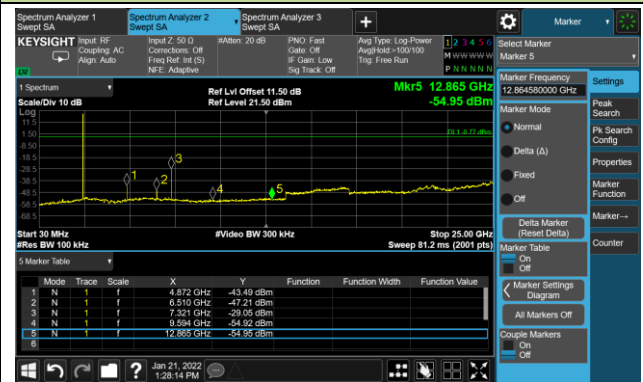 Spectrum Analyzer 1
Swept SA
Spectrum Analyzer 2
Swept SA
Spectrum Analyzer 3
Swept SA
+
Marker
KEYSIGHT
Input: RF
Coupling: AC
Align: Auto
Input Z: 50 Ω
Corrections: Off
Freq Ref: Int (S)
NFE: Adaptive
#Atten: 20 dB
PNO: Fast
Gate: Off
IF Gain: Low
Sig Track: Off
Avg Type: Log-Power
Avg|Hold:>100/100
Trig: Free Run
1 2 3 4 5 6
M W W W W W
P N N N N N
LVI
Select Marker
Marker 5
1 Spectrum
Scale/Div 10 dB
Ref Lvl Offset 11.50 dB
Ref Level 21.50 dBm
Mkr5 12.865 GHz
-54.95 dBm
Log
11.5
1.50
-8.50
-18.5
-28.5
-38.5
-48.5
-58.5
-68.5
DL1 -0.77 dBm
1
2
3
4
5
Start 30 MHz
#Res BW 100 kHz
#Video BW 300 kHz
Stop 25.00 GHz
Sweep 81.2 ms (2001 pts)
5 Marker Table
Mode Trace Scale X Y Function Function Width Function Value
1 N 1 f 4.872 GHz -43.49 dBm
2 N 1 f 6.510 GHz -47.21 dBm
3 N 1 f 7.321 GHz -29.05 dBm
4 N 1 f 9.594 GHz -54.92 dBm
5 N 1 f 12.865 GHz -54.95 dBm
6
Marker Frequency
12.864580000 GHz
Marker Mode
Normal
Delta (Δ)
Fixed
Off
Delta Marker
(Reset Delta)
Marker Table
On
Off
Marker Settings
Diagram
All Markers Off
Couple Markers
On
Off
Settings
Peak
Search
Pk Search
Config
Properties
Marker
Function
Marker→
Counter
?
Jan 21, 2022
1:28:14 PM